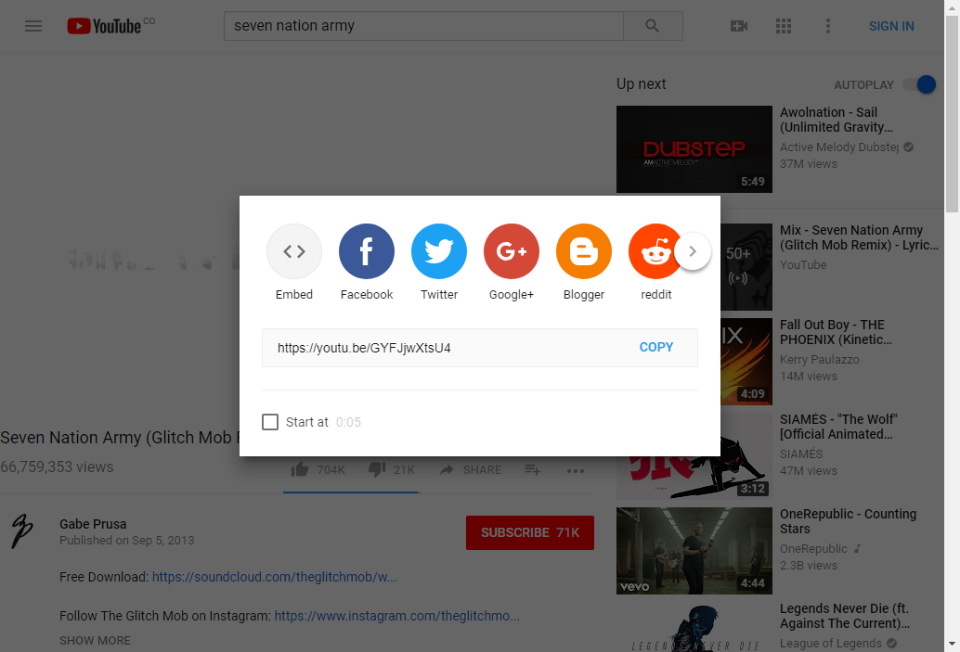 YouTube CO
seven nation army
SIGN IN
Up next
AUTOPLAY
DUBSTEP
5:49
Awolnation - Sail
(Unlimited Gravity...
Active Melody Dubstep
37M views
50+
Mix - Seven Nation Army
(Glitch Mob Remix) - Lyric...
YouTube
Embed
Facebook
G+
Twitter
Google+
Blogger
reddit
https://youtu.be/GYFJjwXtsU4
COPY
Start at 0:05
IX
4:09
Fall Out Boy - THE
PHOENIX (Kinetic...
Kerry Paulazzo
14M views
3:12
SIAMÉS - "The Wolf"
[Official Animated...
SIAMÉS
47M views
Seven Nation Army (Glitch Mob
66,759,353 views
704K
21K
SHARE
Gabe Prusa
Published on Sep 5, 2013
SUBSCRIBE 71K
Free Download: https://soundcloud.com/theglitchmob/w...
Follow The Glitch Mob on Instagram: https://www.instagram.com/theglitchmo...
SHOW MORE
vevo
4:44
OneRepublic - Counting
Stars
OneRepublic
2.3B views
LEGENDS NEVER DIE
Legends Never Die (ft.
Against The Current)...
League of Legends